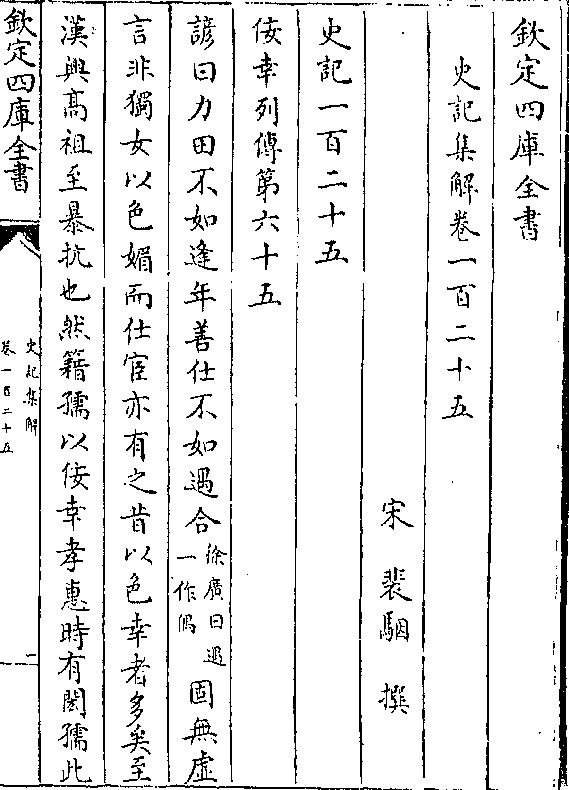 欽定四庫全書
史記集解卷一百二十五
宋裴駰撰
史記一百二十五
佞幸列傳第六十五
諺曰力田不如逢年善仕不如遇合徐廣曰遇一作偶固無虛
言非獨女以色媚而仕宦亦有之昔以色幸者多矣至
漢興高祖至暴抗也然籍孺以佞幸孝惠時有閎孺此
欽定四庫全書
史記集解
卷一百二十五
一